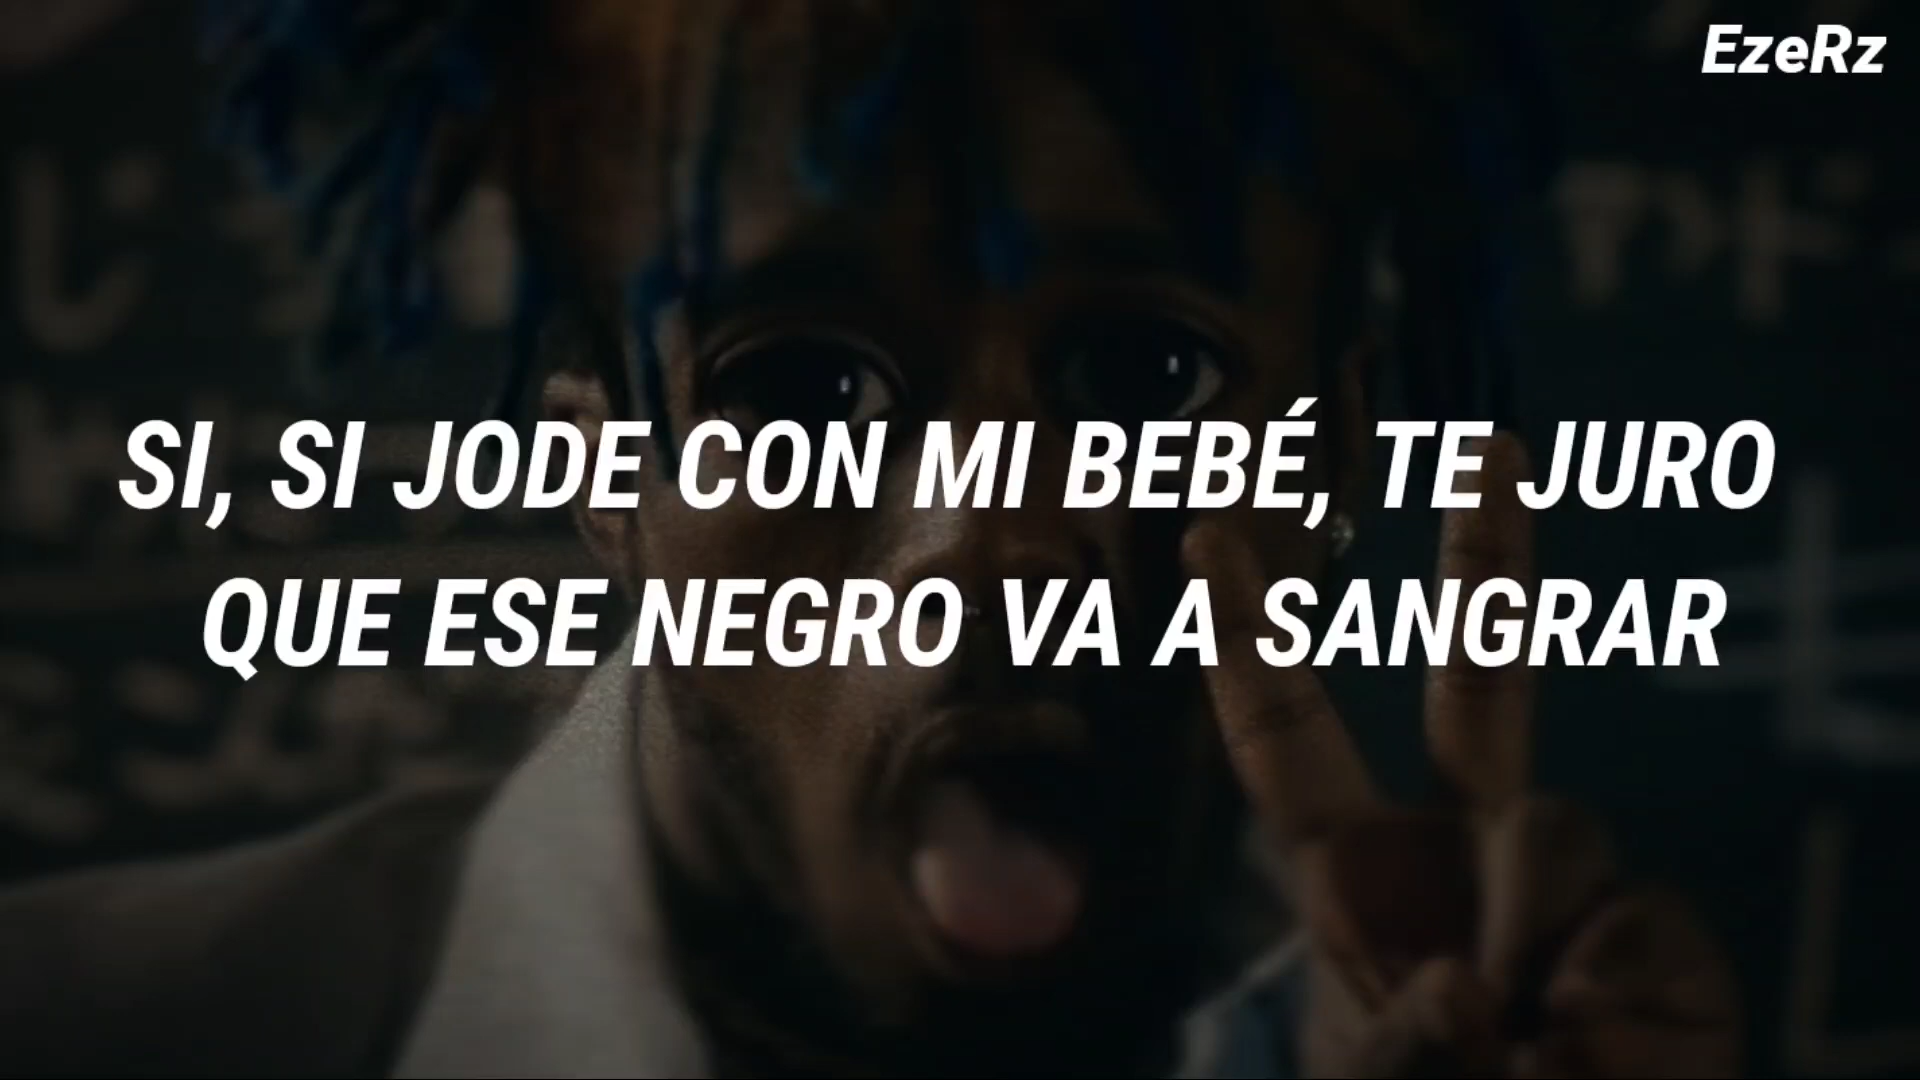 EzeRz
SI, SI JODE CON MI BEBÉ, TE JURO
QUE ESE NEGRO VA A SANGRAR